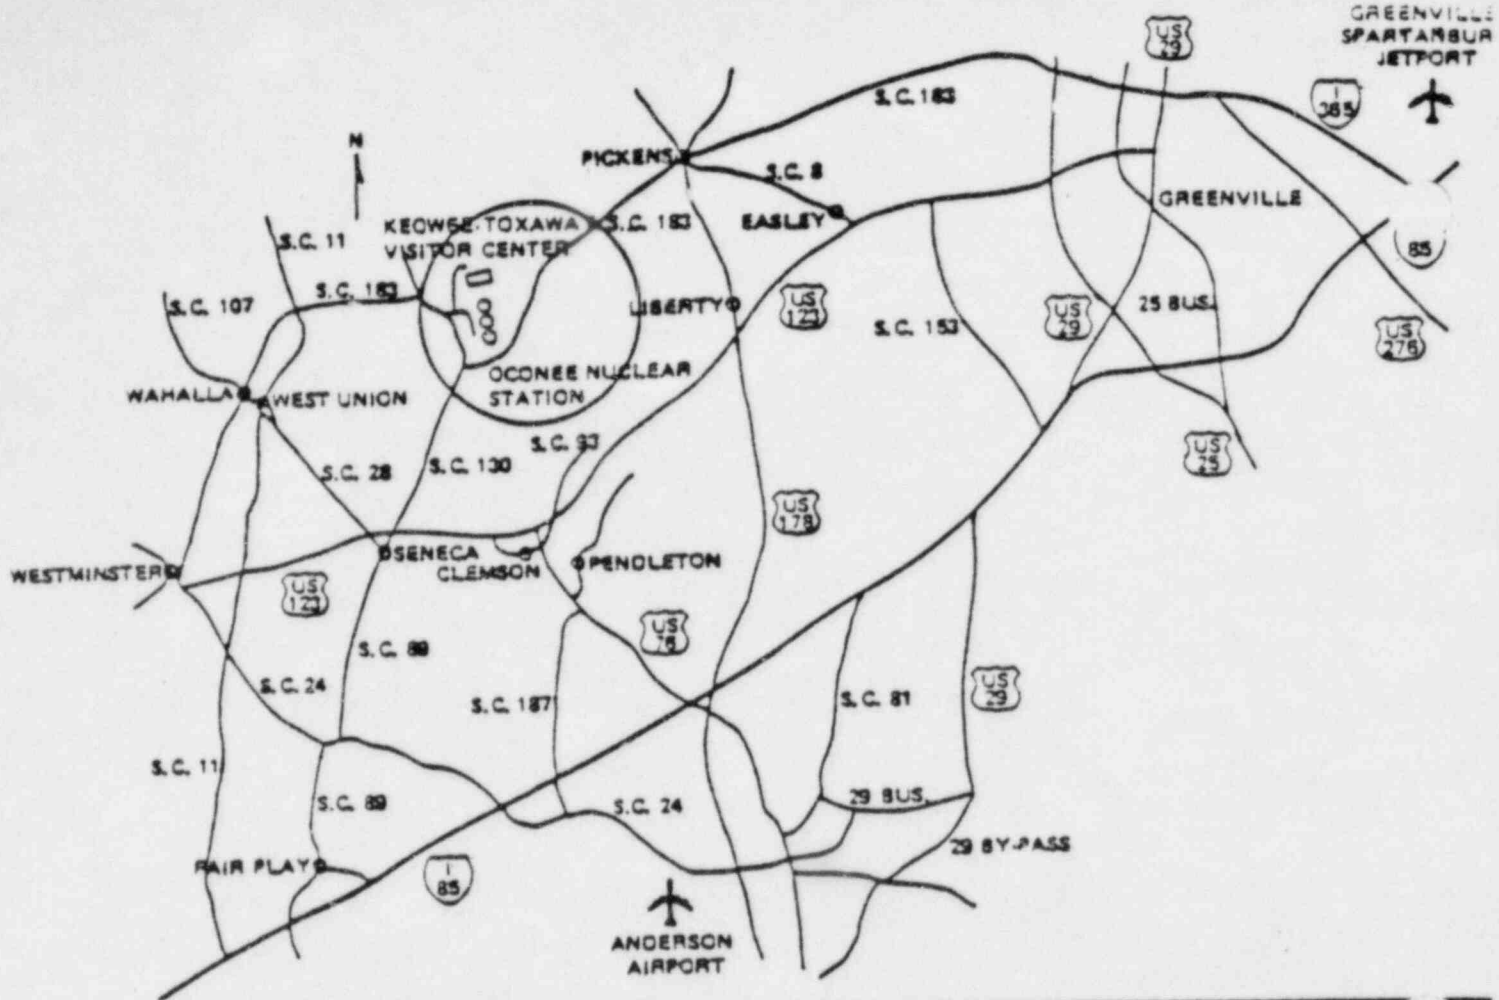 GREENVILLE
SPARTANBUR
JETPORT
US
29
I
385
S.C. 183
N
PICKENS
S.C. 8
KEOWEE-TOXAWA
VISITOR CENTER
S.C. 183
EASLEY
GREENVILLE
S.C. 11
85
S.C. 107
S.C. 183
LIBERTY
US
123
S.C. 153
US
29
25 BUS.
US
276
OCONEE NUCLEAR
STATION
WAHALLA
WEST UNION
S.C. 93
S.C. 28
S.C. 130
US
25
US
178
WESTMINSTER
SENECA
CLEMSON
PENDLETON
US
123
US
76
S.C. 89
S.C. 24
S.C. 187
S.C. 81
US
29
S.C. 11
S.C. 89
S.C. 24
29 BUS.
29 BY-PASS
FAIR PLAY
I
85
ANDERSON
AIRPORT